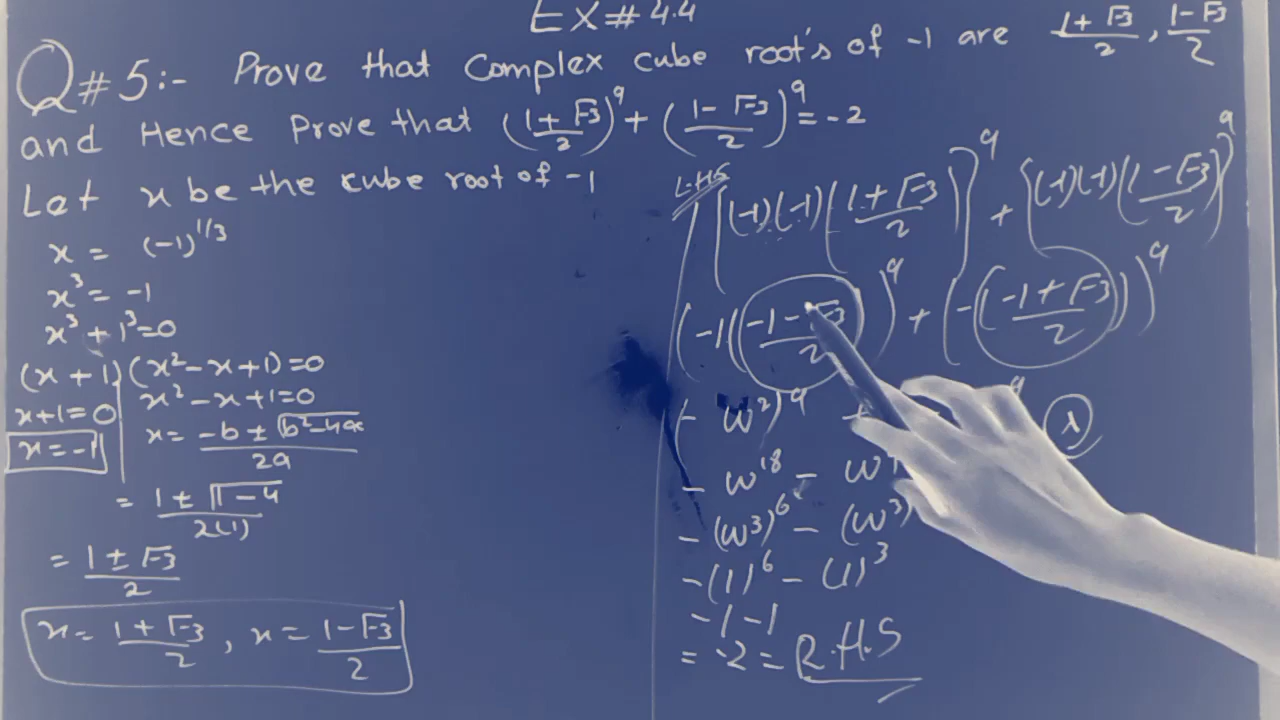 EX # 4.4
Q # 5:- Prove that Complex cube root's of -1 are (1+√-3)/2, (1-√-3)/2
and Hence Prove that ((1+√-3)/2)^9 + ((1-√-3)/2)^9 = -2
Let x be the cube root of -1
x = (-1)^1/3
x^3 = -1
x^3 + 1^3 = 0
(x+1)(x^2-x+1)=0
x+1=0
x=-1
x^2-x+1=0
x = (-b ± √b^2-4ac)/2a
= (1 ± √1-4)/2(1)
= (1 ± √-3)/2
x = (1+√-3)/2, x = (1-√-3)/2
L.H.S
[(-1)(-1)((1+√-3)/2)]^9 + [(-1)(-1)((1-√-3)/2)]^9
(-1((-1-√-3)/2))^9 + (-((-1+√-3)/2))^9
(-ω^2)^9
- ω^18 - ω
- (ω^3)^6 - (ω^3)
-(1)^6 - (1)^3
-1-1
= -2 = R.H.S